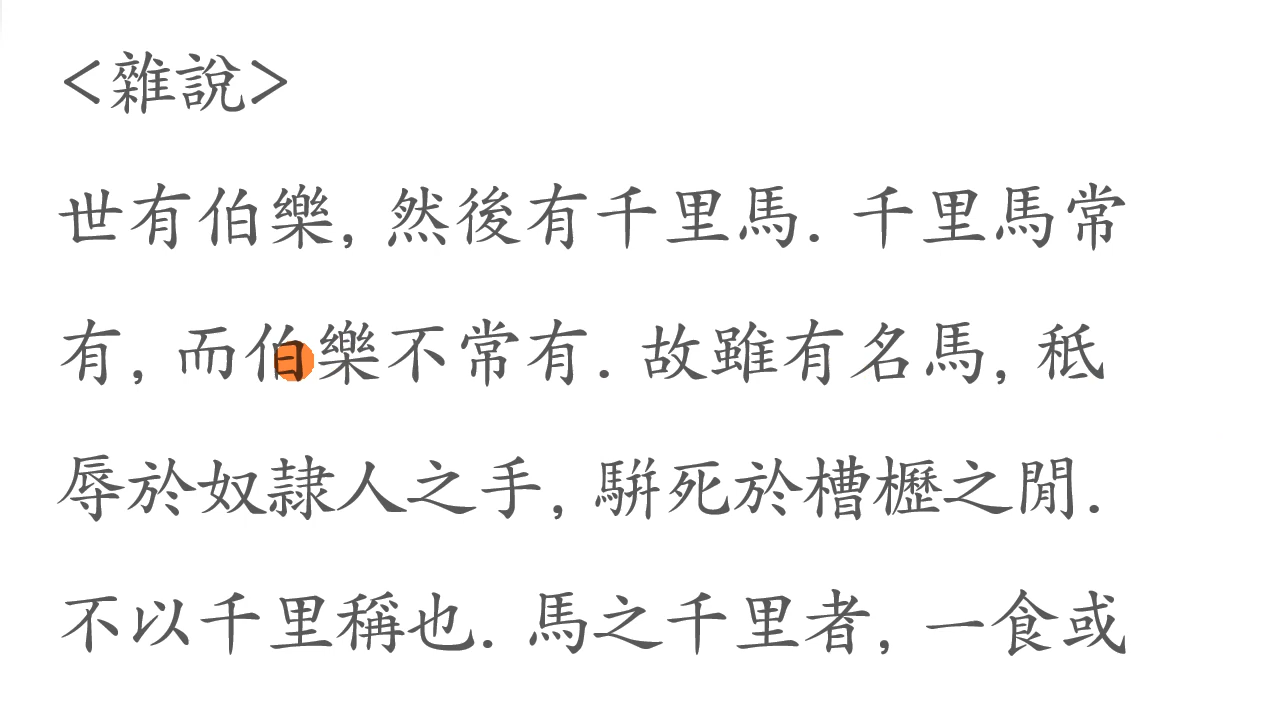 <雜說>
世有伯樂, 然後有千里馬. 千里馬常
有, 而伯樂不常有. 故雖有名馬, 秪
辱於奴隷人之手, 騈死於槽櫪之閒.
不以千里稱也. 馬之千里者, 一食或